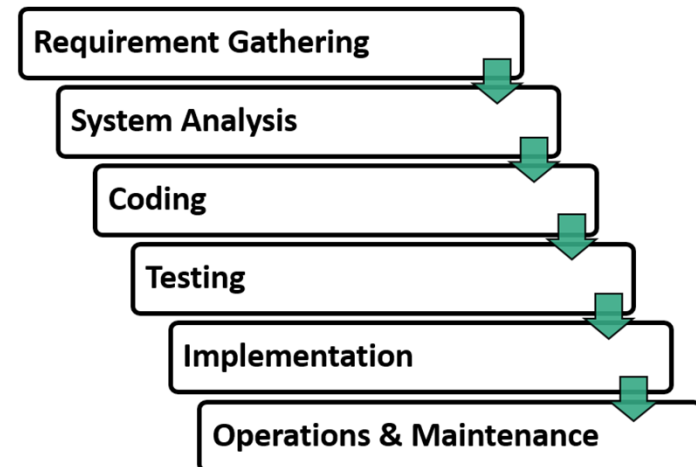 Requirement Gathering
System Analysis
Coding
Testing
Implementation
Operations & Maintenance